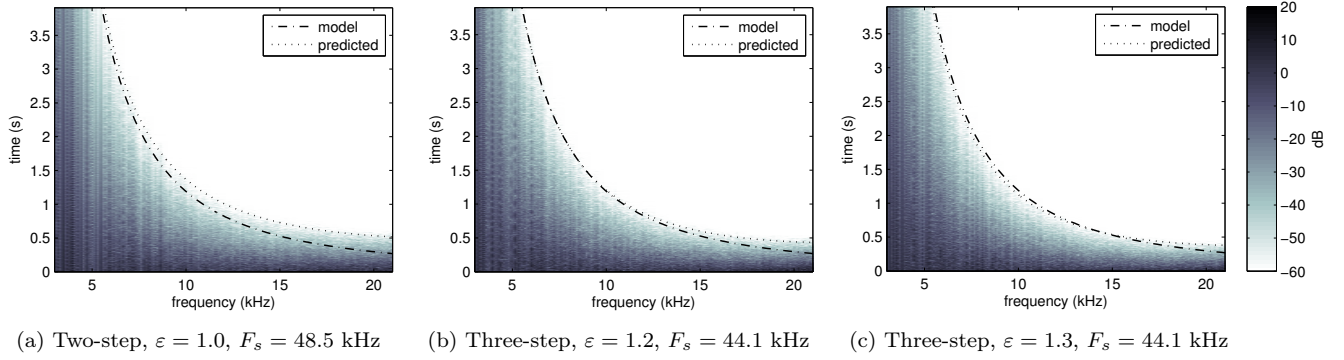 model
predicted
3.5
3
2.5
2
1.5
1
0.5
0
time (s)
5
10
15
20
frequency (kHz)
(a) Two-step, ε = 1.0, Fs = 48.5 kHz
model
predicted
3.5
3
2.5
2
1.5
1
0.5
0
time (s)
5
10
15
20
frequency (kHz)
(b) Three-step, ε = 1.2, Fs = 44.1 kHz
model
predicted
3.5
3
2.5
2
1.5
1
0.5
0
time (s)
5
10
15
20
frequency (kHz)
(c) Three-step, ε = 1.3, Fs = 44.1 kHz
20
10
0
−10
−20
−30
−40
−50
−60
dB